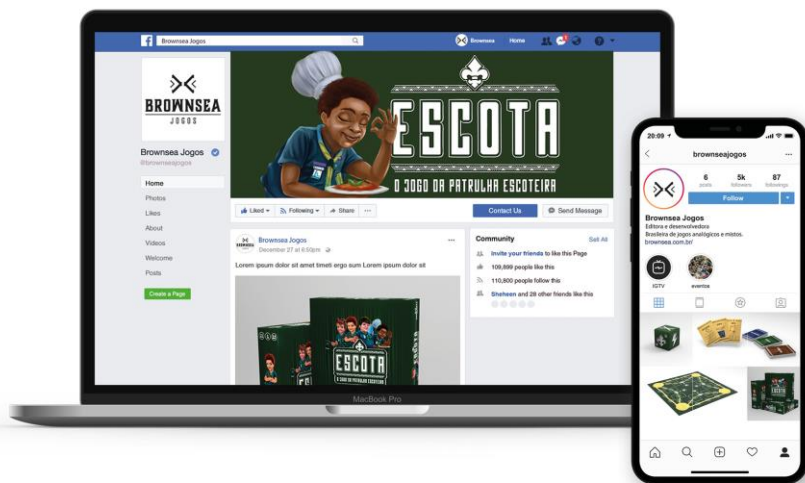 Brownsea Jogos
Brownsea
Home
BROWNSEA
JOGOS
Brownsea Jogos
@brownseajogos
Home
Photos
Likes
About
Videos
Welcome
Posts
Create a Page
ESCOTA
O JOGO DA PATRULHA ESCOTEIRA
Liked
Following
Share
Contact Us
Send Message
Brownsea Jogos
December 27 at 6:50pm
Lorem ipsum dolor sit amet timeti ergo sum Lorem ipsum dolor sit
ESCOTA
O JOGO DA PATRULHA ESCOTEIRA
Community
See All
Invite your friends to like this Page
109,899 people like this
110,800 people follow this
Shaheen and 28 other friends like this
MacBook Pro
20:09
brownseajogos
6
posts
5k
followers
87
followings
Follow
Brownsea Jogos
Editora e desenvolvedora
Brasileira de jogos analógicos e mistos.
brownsea.com.br/
IGTV
eventos